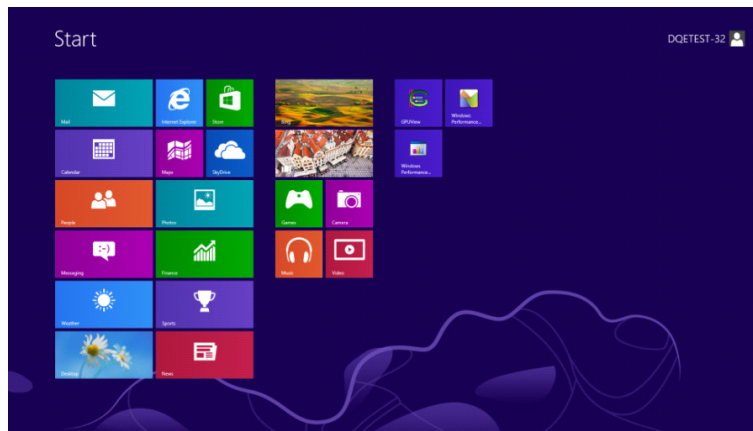 Start
DQETEST-32
Mail
Internet Explorer
Store
Calendar
Maps
SkyDrive
People
Photos
Messaging
Finance
Weather
Sports
Desktop
News
Games
Camera
Music
Video
GPUView
Windows
Performance...
Windows
Performance...